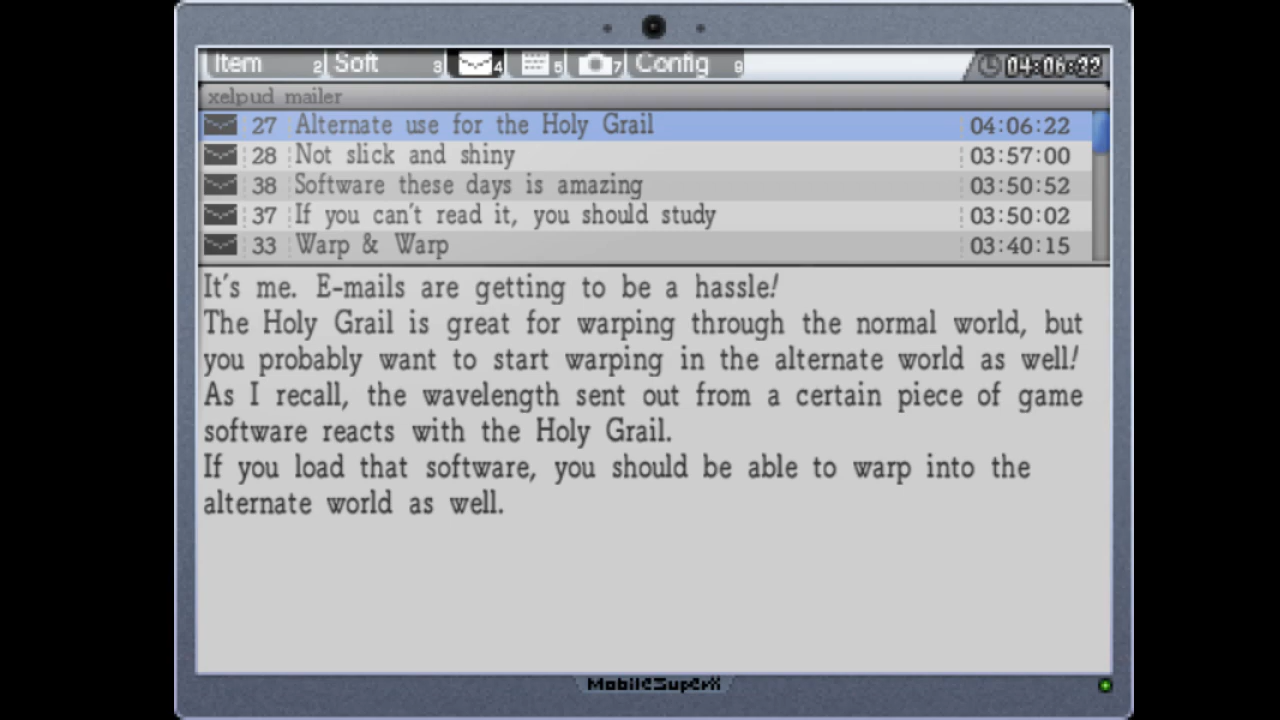 Item 2 Soft 3 4 5 7 Config 9 04:06:22
xelpud mailer
27 Alternate use for the Holy Grail 04:06:22
28 Not slick and shiny 03:57:00
38 Software these days is amazing 03:50:52
37 If you can't read it, you should study 03:50:02
33 Warp & Warp 03:40:15
It's me. E-mails are getting to be a hassle!
The Holy Grail is great for warping through the normal world, but
you probably want to start warping in the alternate world as well!
As I recall, the wavelength sent out from a certain piece of game
software reacts with the Holy Grail.
If you load that software, you should be able to warp into the
alternate world as well.
MobileSuperX